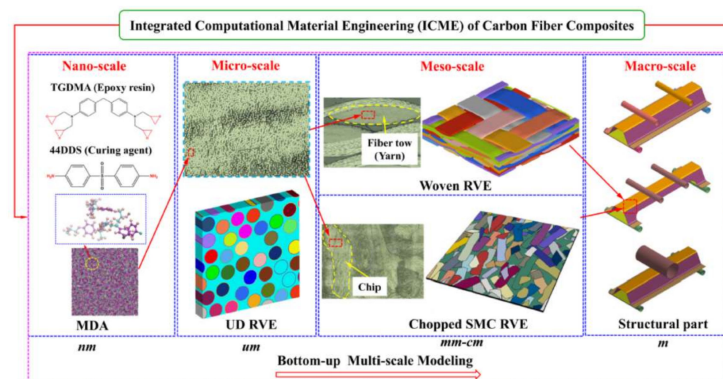 Integrated Computational Material Engineering (ICME) of Carbon Fiber Composites
Nano-scale
TGDMA (Epoxy resin)
44DDS (Curing agent)
MDA
nm
Micro-scale
UD RVE
um
Meso-scale
Fiber tow
(Yarn)
Woven RVE
Chip
Chopped SMC RVE
mm-cm
Macro-scale
Structural part
m
Bottom-up Multi-scale Modeling